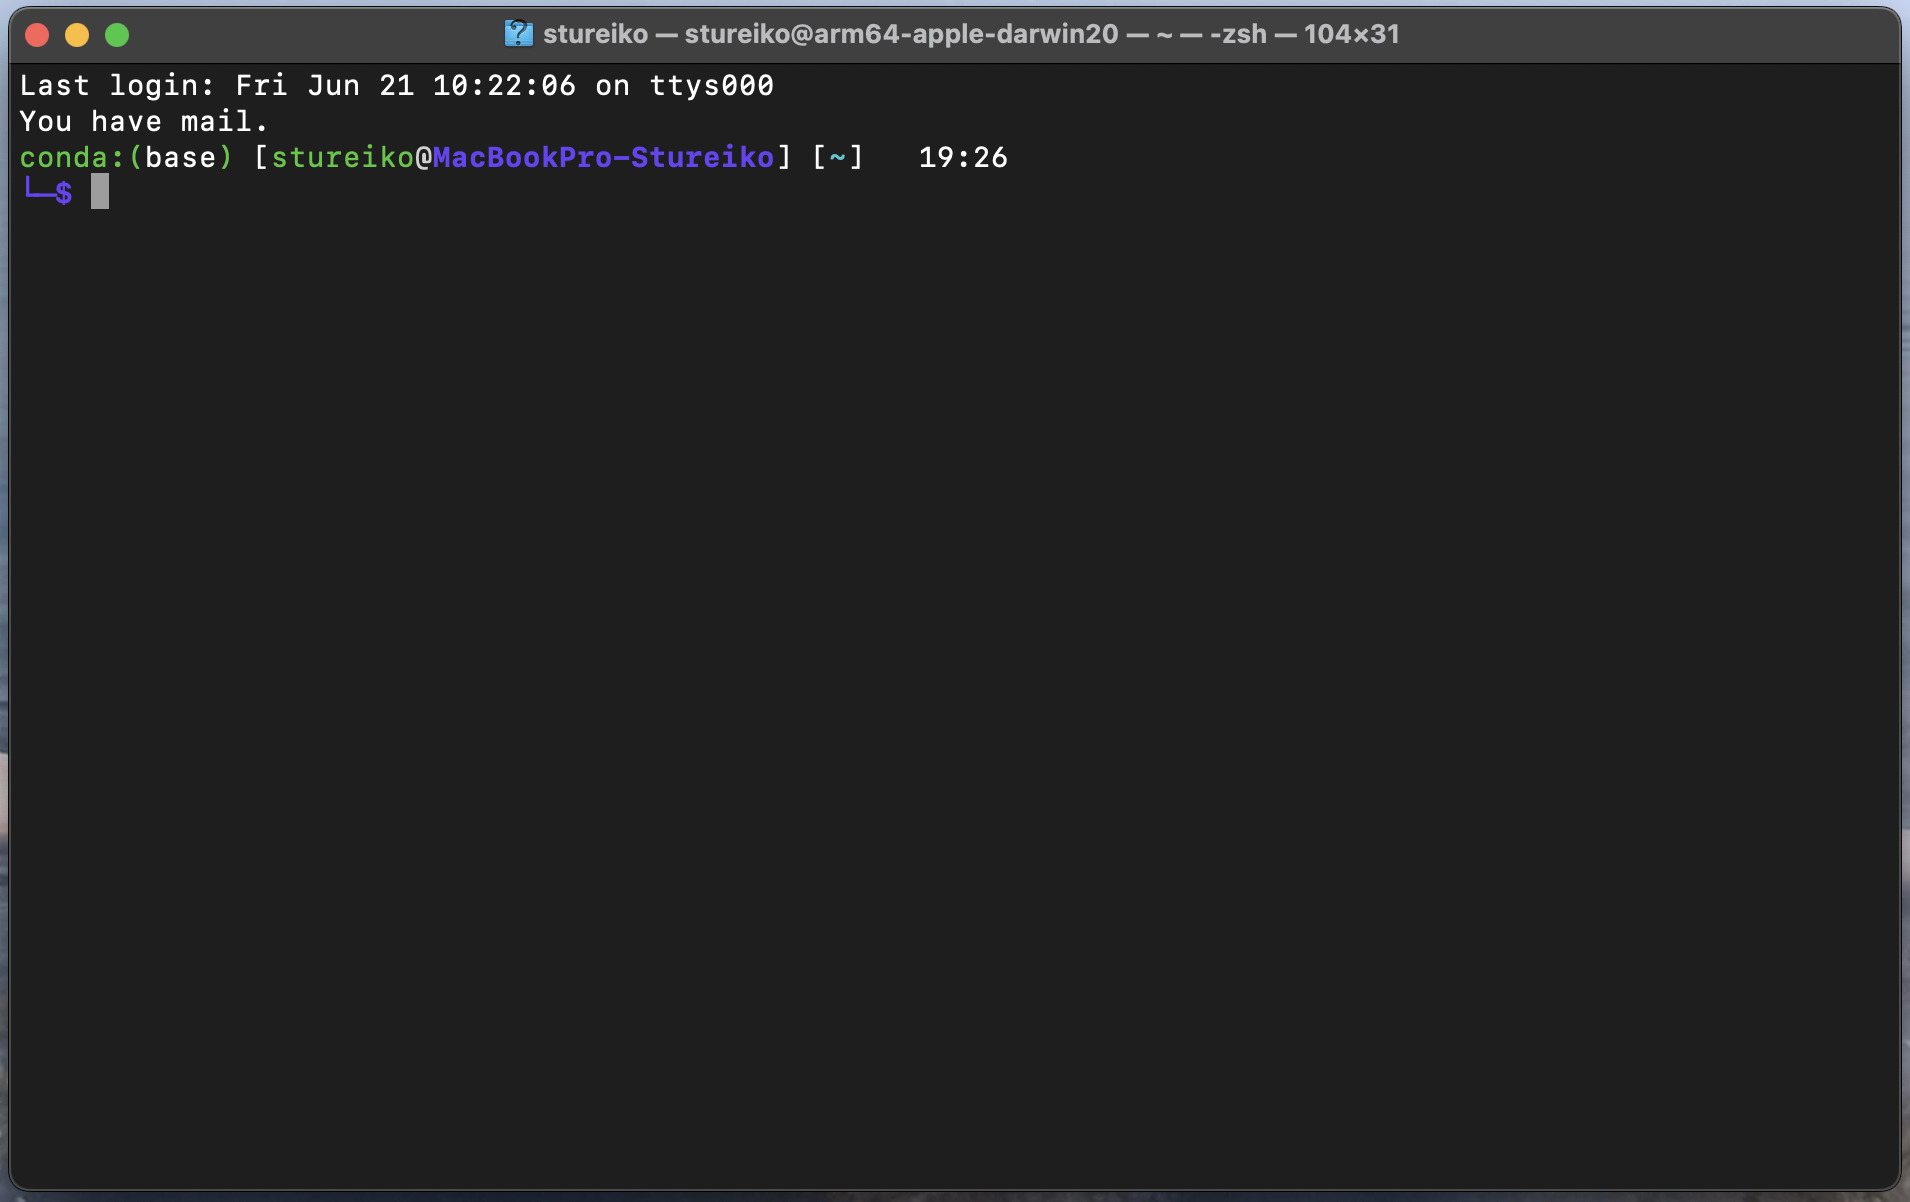 stureiko — stureiko@arm64-apple-darwin20 — ~ — -zsh — 104×31
Last login: Fri Jun 21 10:22:06 on ttys000
You have mail.
conda:(base) [stureiko@MacBookPro-Stureiko] [~]   19:26
└─$